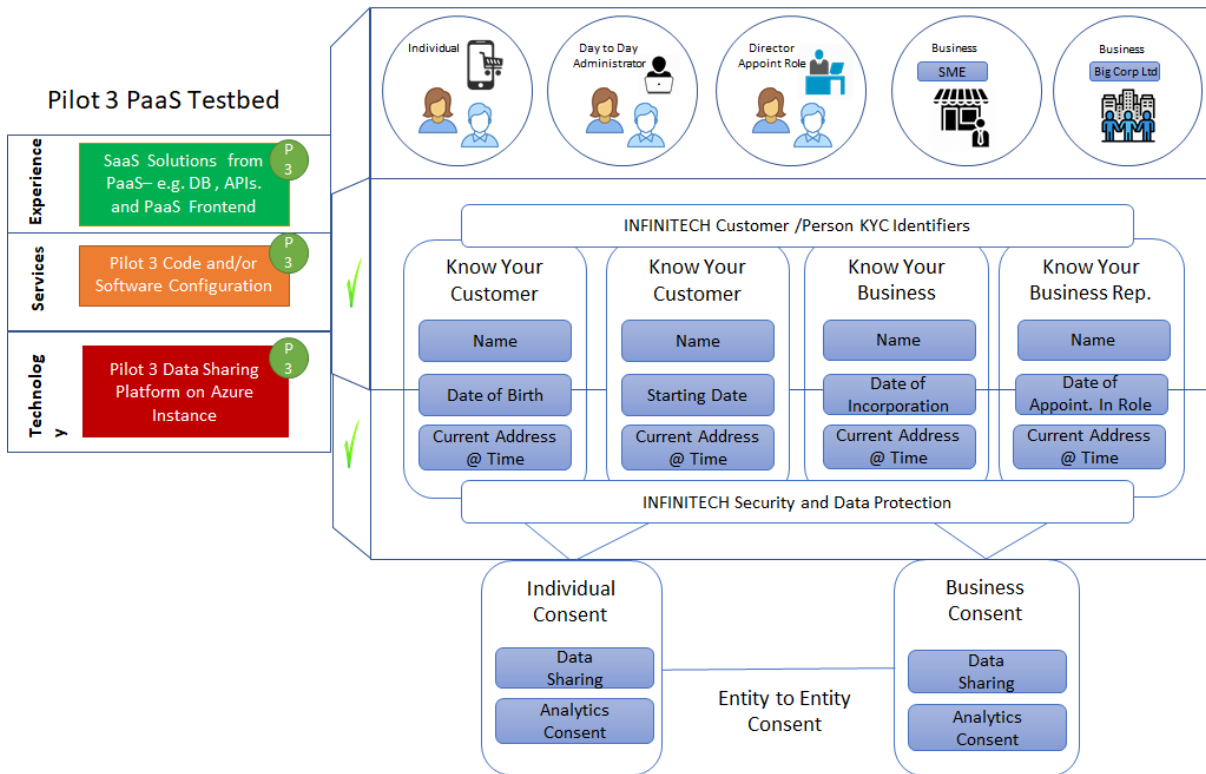 Pilot 3 PaaS Testbed
Experience
SaaS Solutions from
PaaS– e.g. DB , APIs.
and PaaS Frontend
P
3
Services
Pilot 3 Code and/or
Software Configuration
P
3
Technolog
y
Pilot 3 Data Sharing
Platform on Azure
Instance
P
3
Individual
Day to Day
Administrator
Director
Appoint Role
Business
SME
Business
Big Corp Ltd
INFINITECH Customer /Person KYC Identifiers
Know Your
Customer
Name
Date of Birth
Current Address
@ Time
Know Your
Customer
Name
Starting Date
Current Address
@ Time
Know Your
Business
Name
Date of
Incorporation
Current Address
@ Time
Know Your
Business Rep.
Name
Date of
Appoint. In Role
Current Address
@ Time
INFINITECH Security and Data Protection
Individual
Consent
Data
Sharing
Analytics
Consent
Entity to Entity
Consent
Business
Consent
Data
Sharing
Analytics
Consent